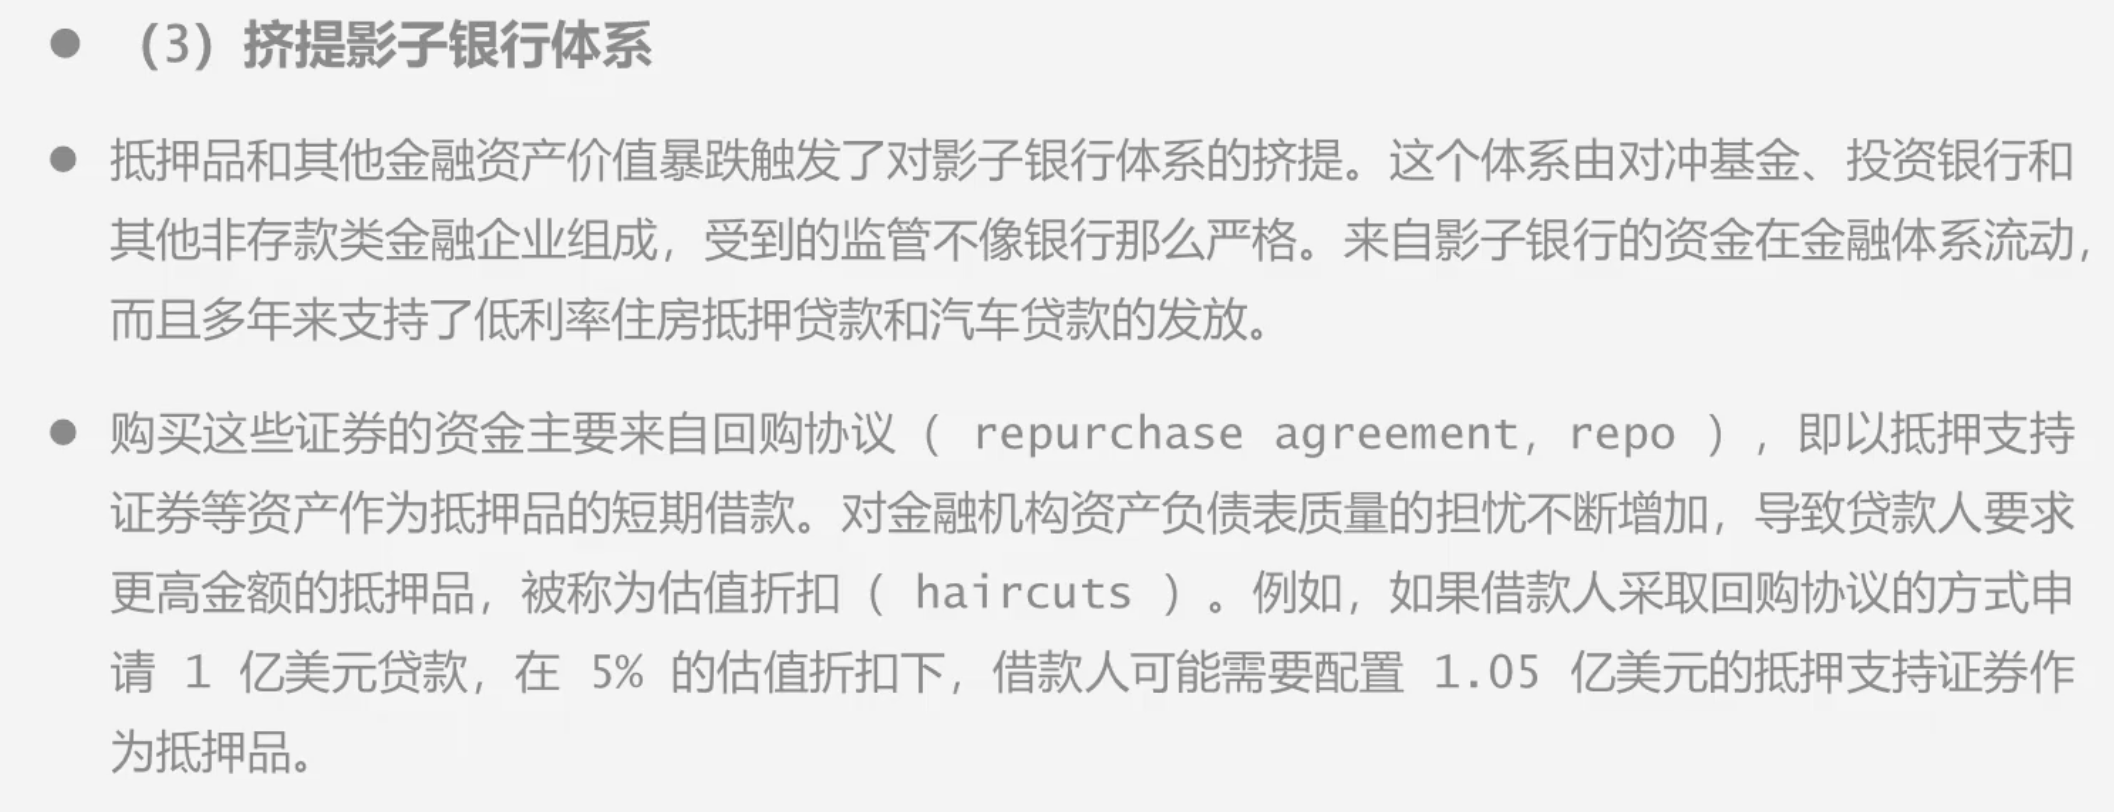 ● （3）挤提影子银行体系
● 抵押品和其他金融资产价值暴跌触发了对影子银行体系的挤提。这个体系由对冲基金、投资银行和
其他非存款类金融企业组成，受到的监管不像银行那么严格。来自影子银行的资金在金融体系流动，
而且多年来支持了低利率住房抵押贷款和汽车贷款的发放。
● 购买这些证券的资金主要来自回购协议（ repurchase agreement，repo ），即以抵押支持
证券等资产作为抵押品的短期借款。对金融机构资产负债表质量的担忧不断增加，导致贷款人要求
更高金额的抵押品，被称为估值折扣（ haircuts ）。例如，如果借款人采取回购协议的方式申
请 1 亿美元贷款，在 5% 的估值折扣下，借款人可能需要配置 1.05 亿美元的抵押支持证券作
为抵押品。